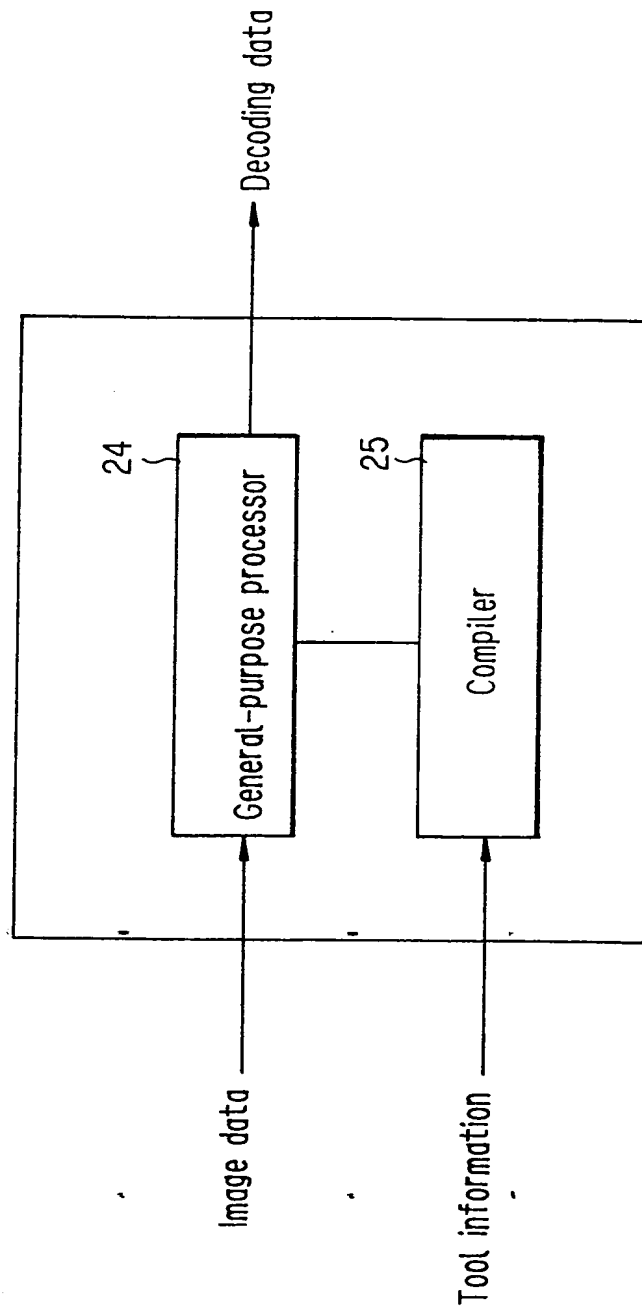 Image data
General-purpose processor
24
Decoding data
Tool information
Compiler
25